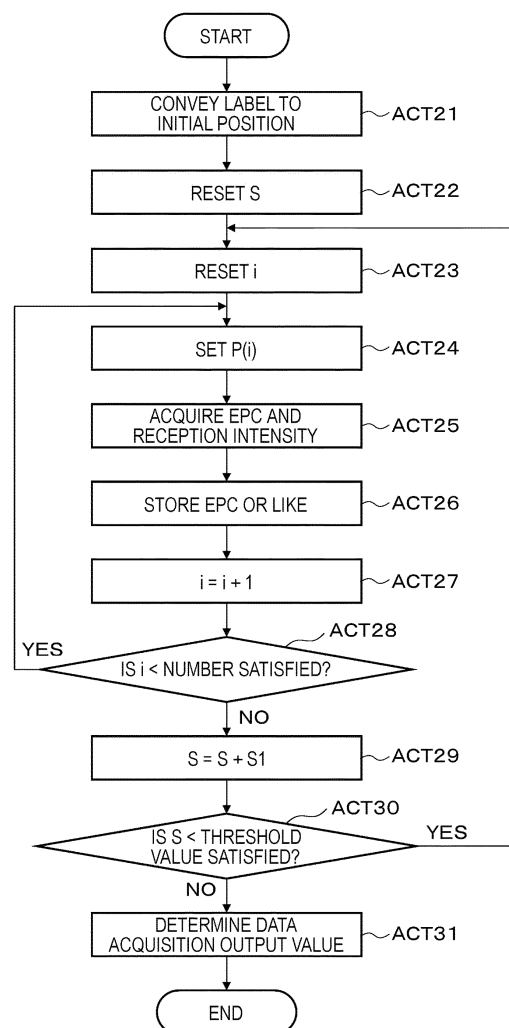 START
CONVEY LABEL TO
INITIAL POSITION
ACT21
RESET S
ACT22
RESET i
ACT23
SET P(i)
ACT24
ACQUIRE EPC AND
RECEPTION INTENSITY
ACT25
STORE EPC OR LIKE
ACT26
i = i + 1
ACT27
ACT28
YES
IS i < NUMBER SATISFIED?
NO
S = S + S1
ACT29
ACT30
IS S < THRESHOLD
VALUE SATISFIED?
YES
NO
DETERMINE DATA
ACQUISITION OUTPUT VALUE
ACT31
END